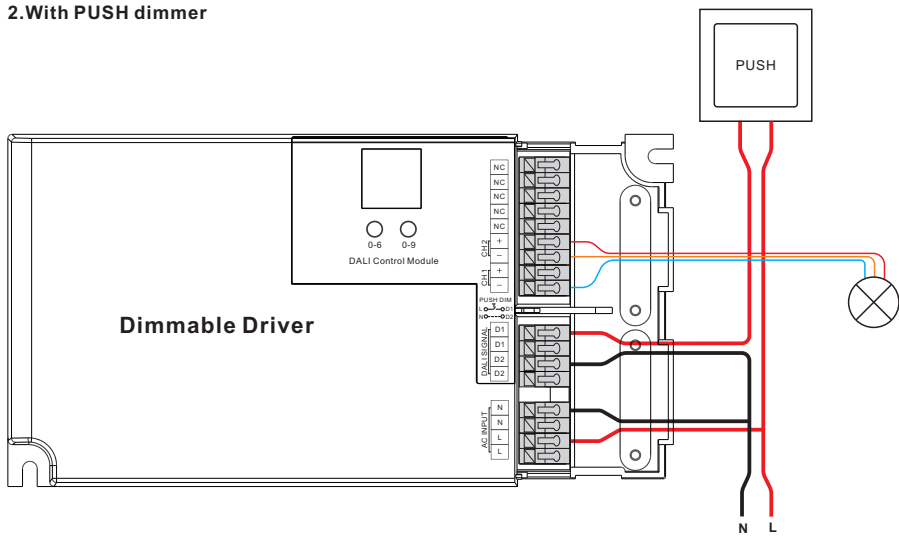 2.With PUSH dimmer
PUSH
NC
NC
NC
NC
NC
+
−
+
−
CH2
CH1
0-6
0-9
DALI Control Module
PUSH DIM
L
D1
N
D2
Dimmable Driver
DALI SIGNAL
D1
D1
D2
D2
AC INPUT
N
N
L
L
N
L